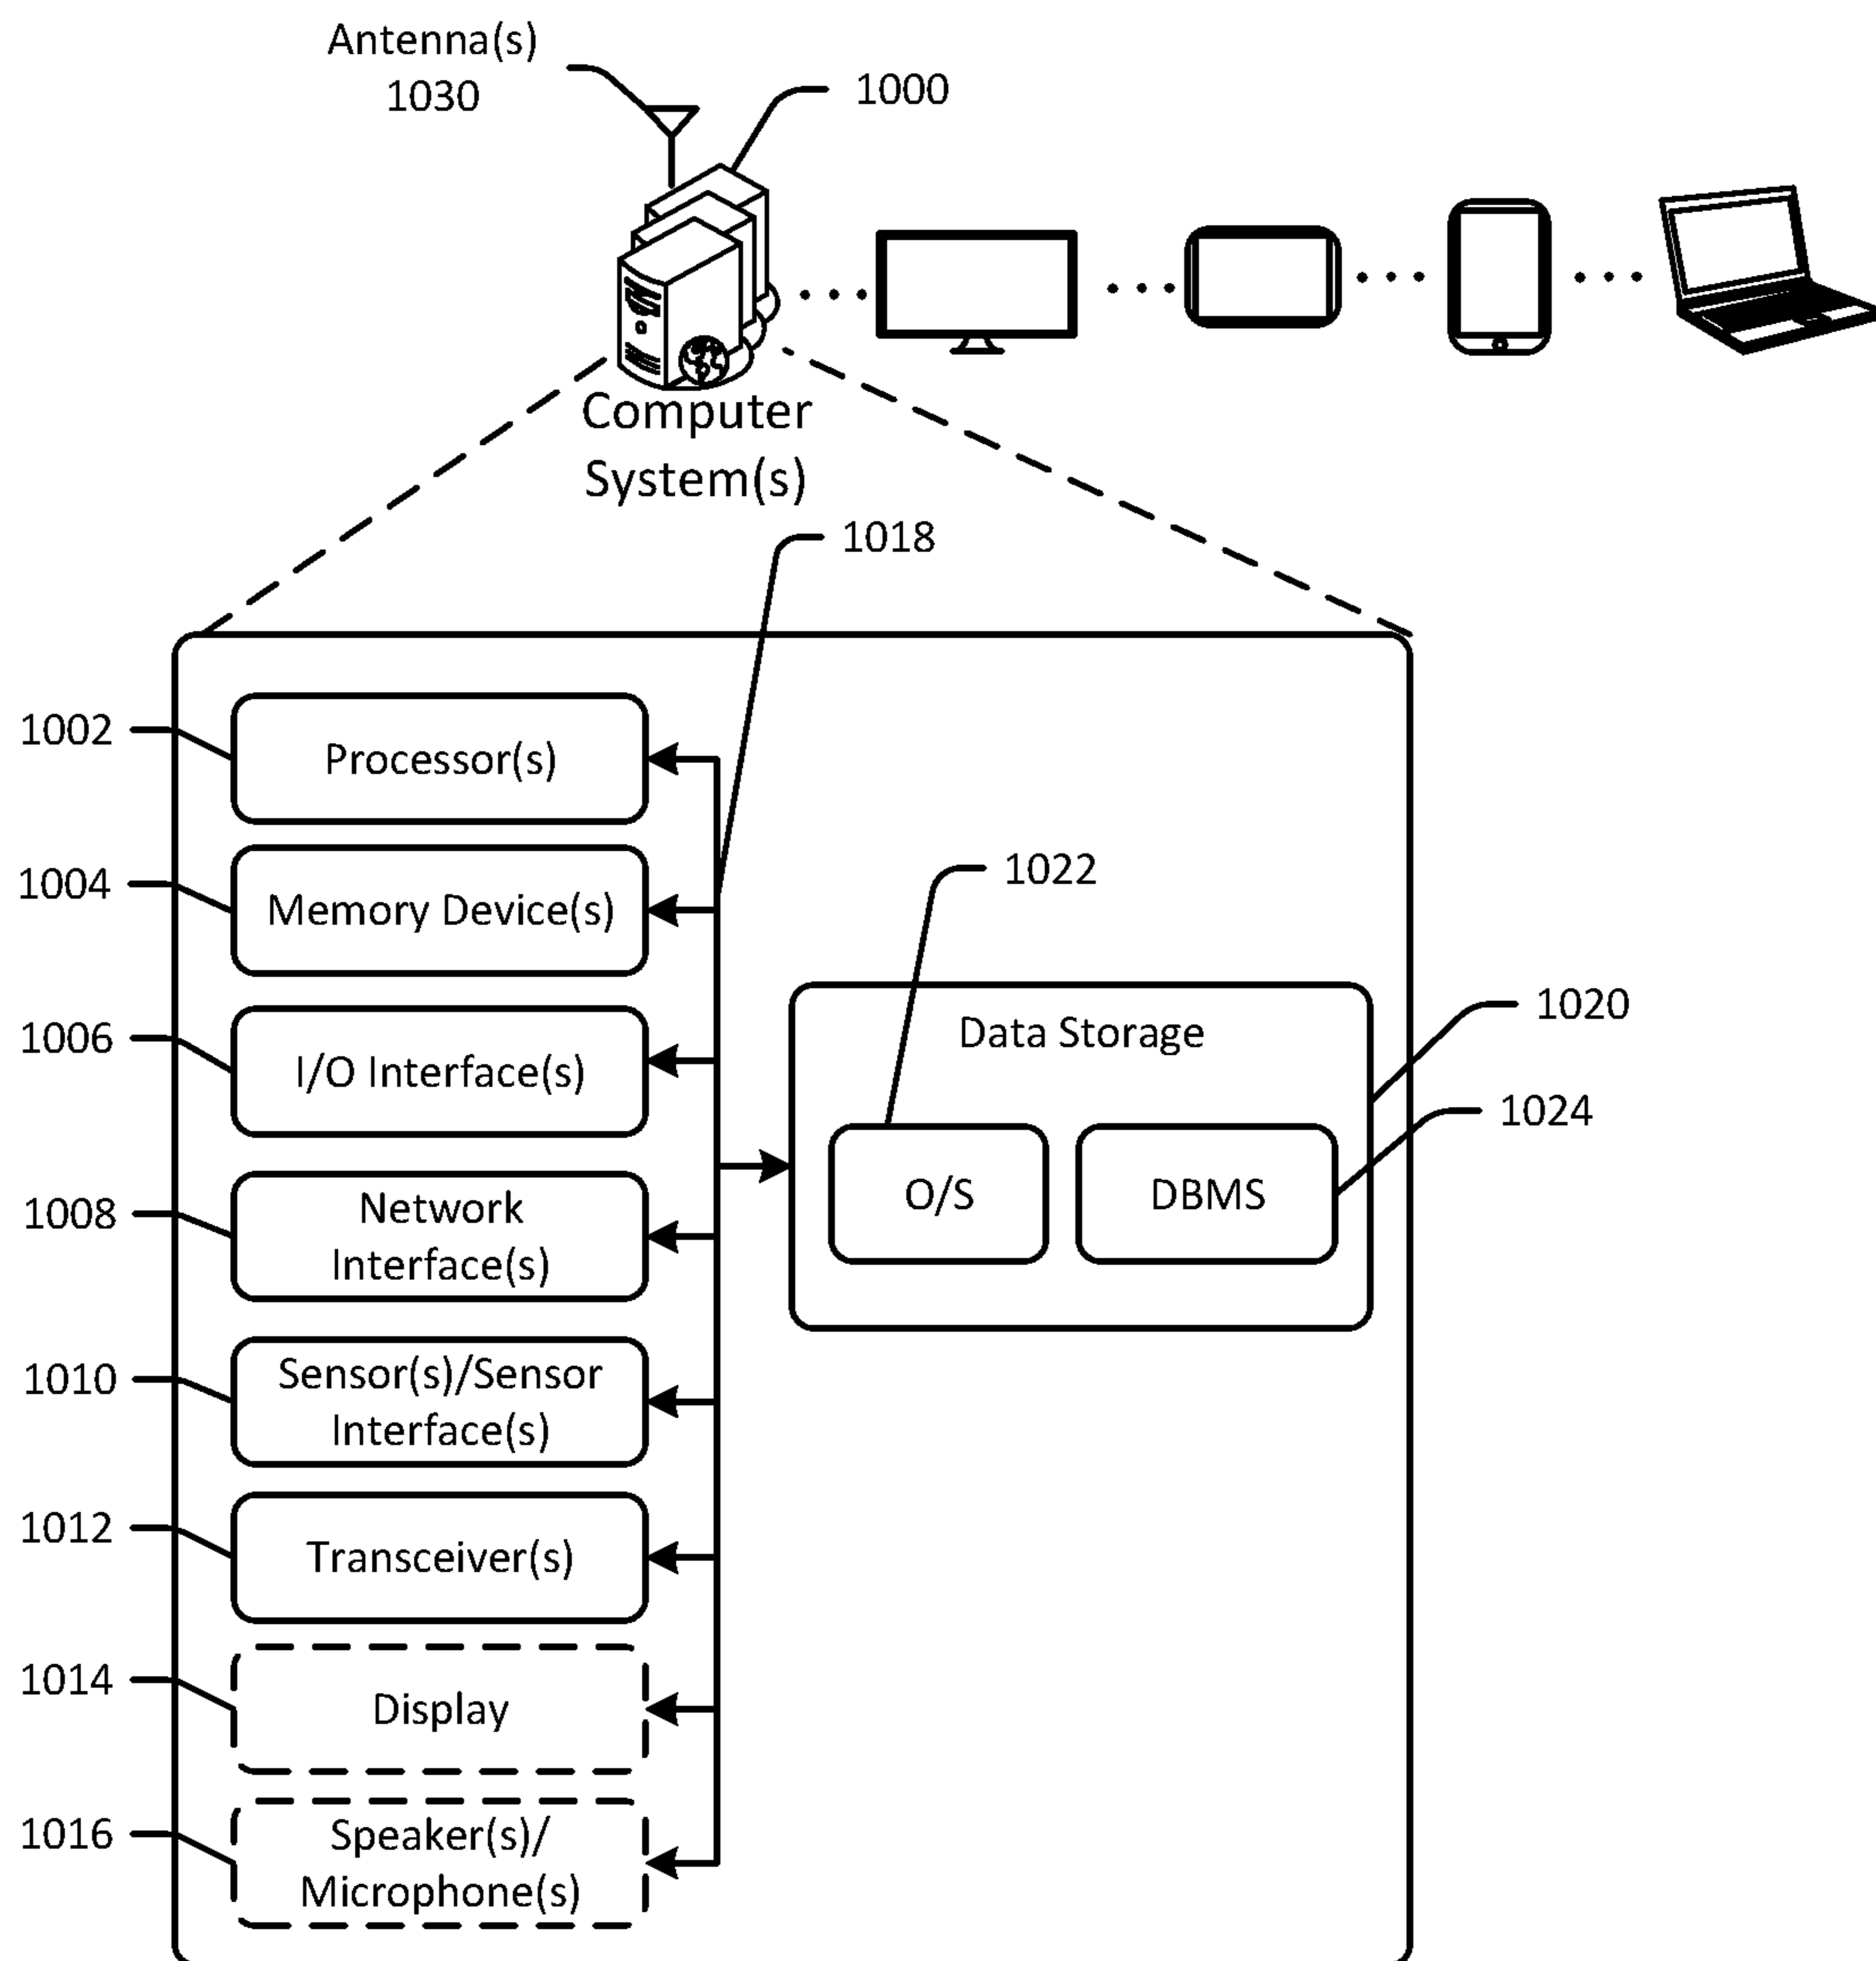 Antenna(s)
1030
1000
Computer
System(s)
1018
1002
Processor(s)
1004
Memory Device(s)
1022
1006
I/O Interface(s)
Data Storage
1020
1024
O/S
DBMS
1008
Network
Interface(s)
1010
Sensor(s)/Sensor
Interface(s)
1012
Transceiver(s)
1014
Display
1016
Speaker(s)/
Microphone(s)